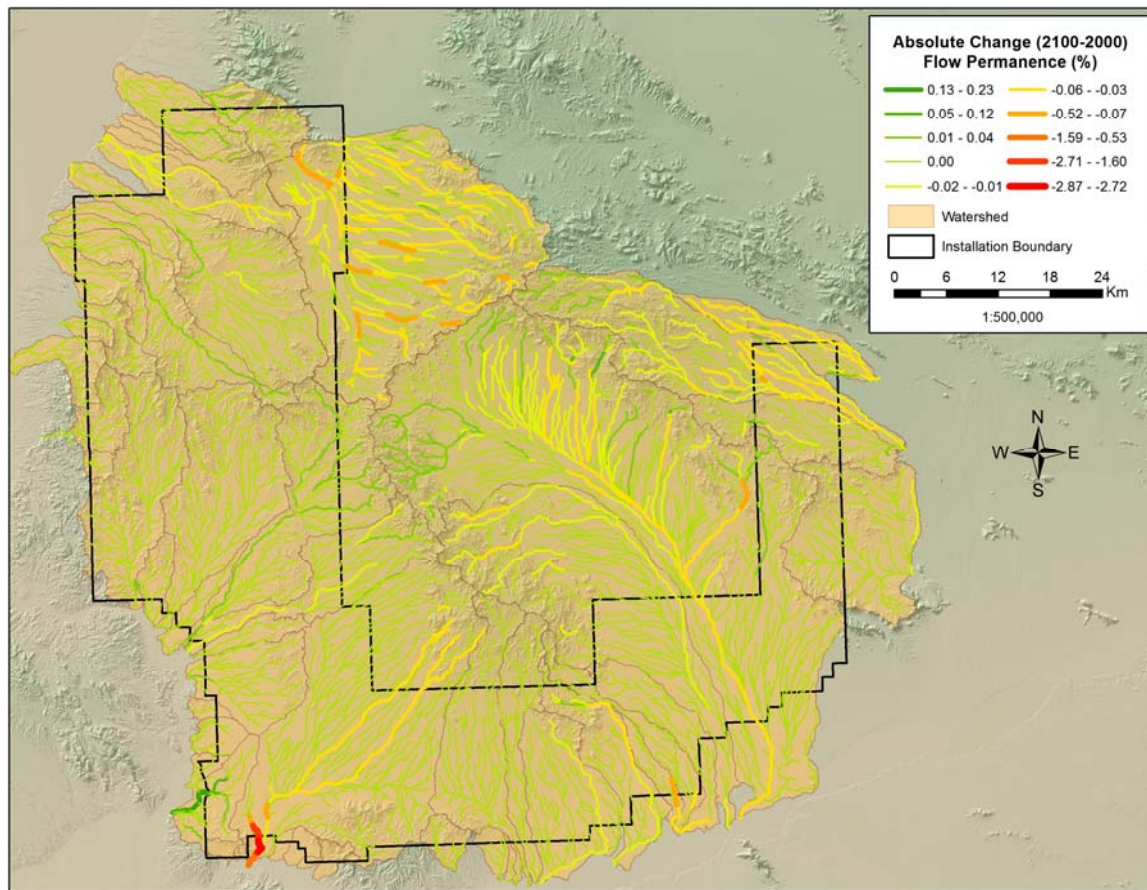 Absolute Change (2100-2000)
Flow Permanence (%)
0.13 - 0.23
0.05 - 0.12
0.01 - 0.04
0.00
-0.02 - -0.01
-0.06 - -0.03
-0.52 - -0.07
-1.59 - -0.53
-2.71 - -1.60
-2.87 - -2.72
Watershed
Installation Boundary
0 6 12 18 24
Km
1:500,000
N
W E
S